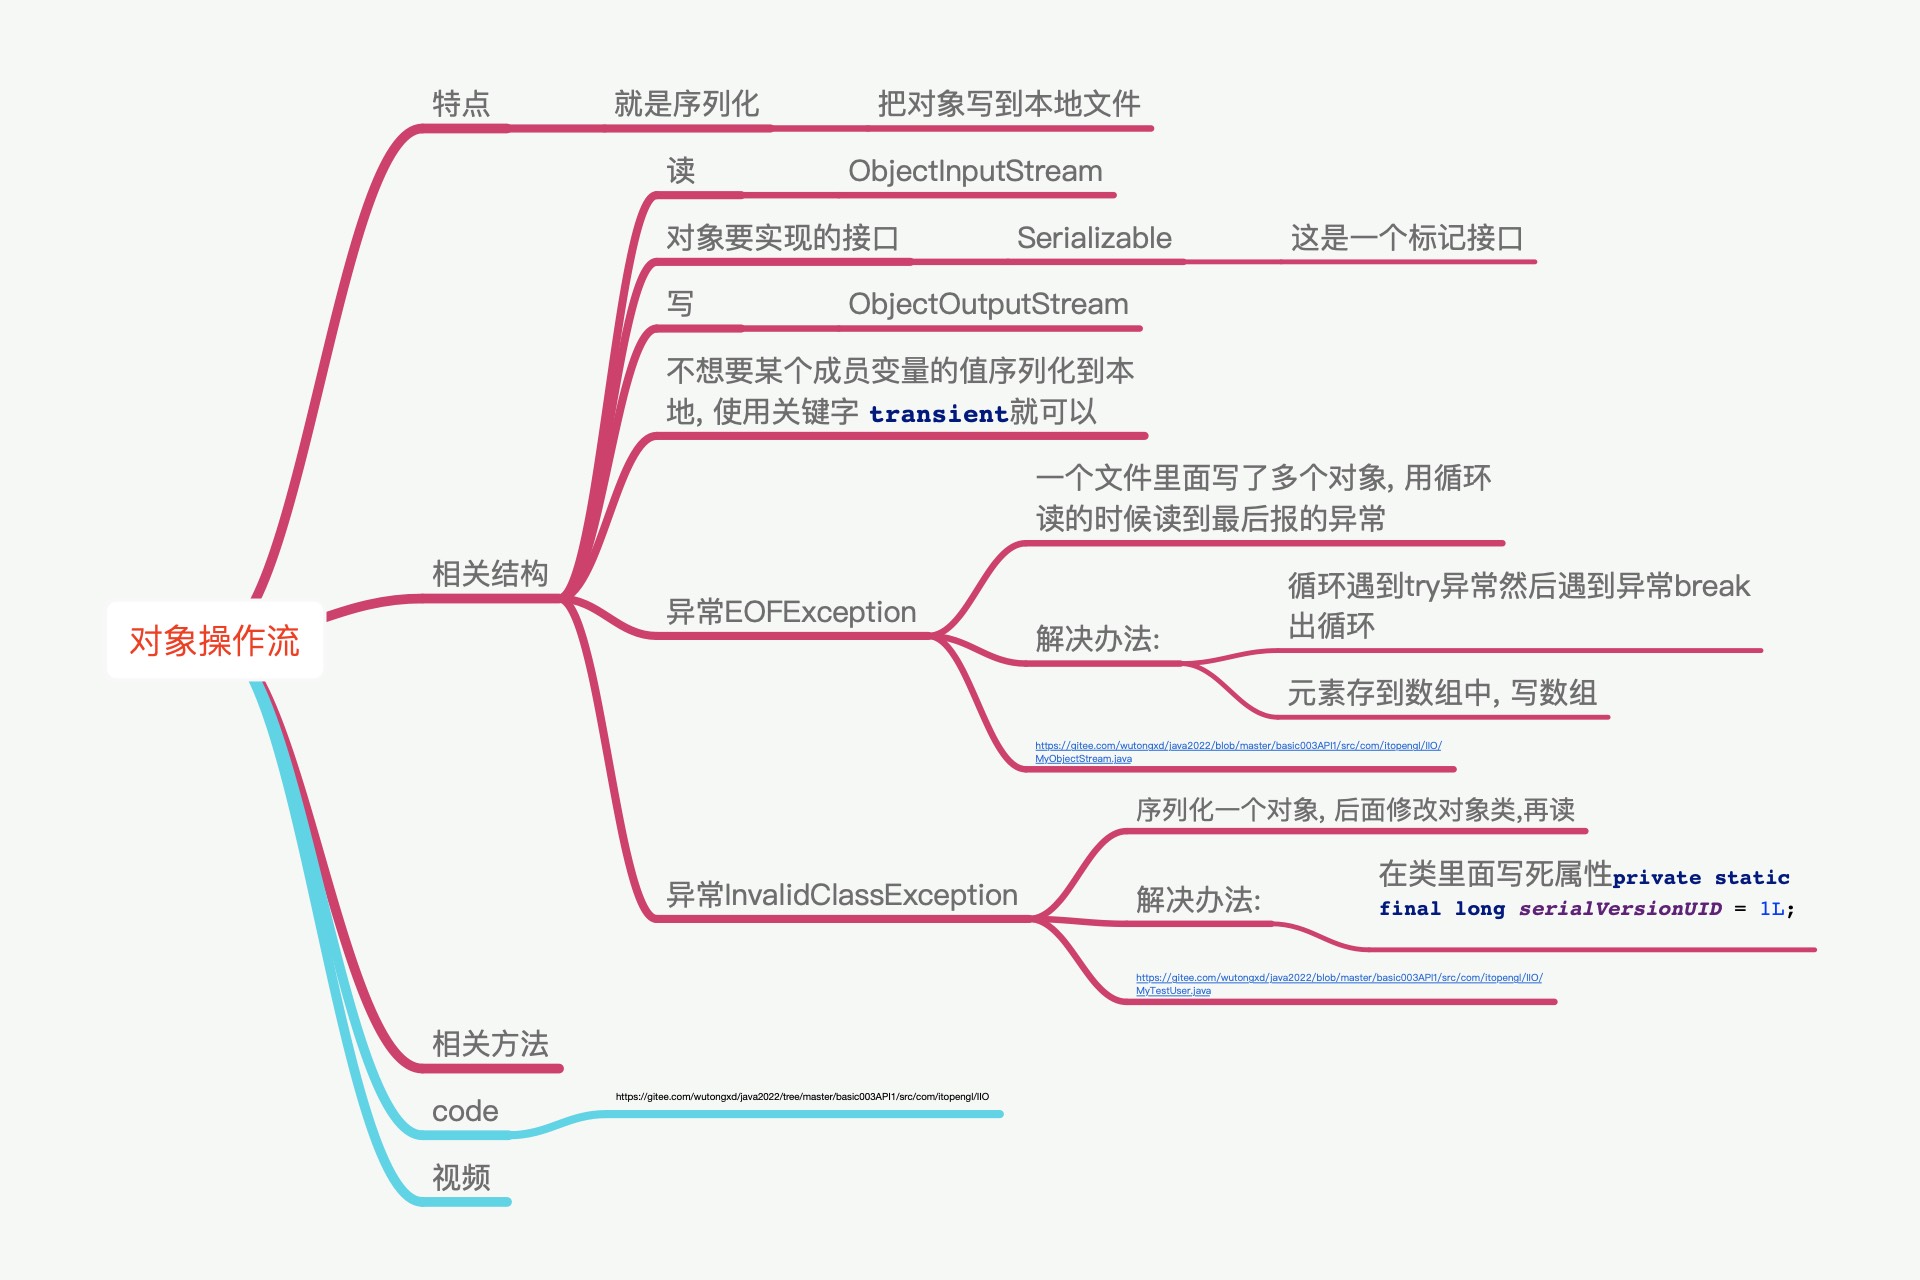 对象操作流
特点
就是序列化
把对象写到本地文件
相关结构
读
ObjectInputStream
对象要实现的接口
Serializable
这是一个标记接口
写
ObjectOutputStream
不想要某个成员变量的值序列化到本
地, 使用关键字 transient就可以
异常EOFException
一个文件里面写了多个对象, 用循环
读的时候读到最后报的异常
解决办法:
循环遇到try异常然后遇到异常break
出循环
元素存到数组中, 写数组
https://gitee.com/wutongxd/java2022/blob/master/basic003API1/src/com/itopengl/IIO/
MyObjectStream.java
异常InvalidClassException
序列化一个对象, 后面修改对象类,再读
解决办法:
在类里面写死属性private static
final long serialVersionUID = 1L;
https://gitee.com/wutongxd/java2022/blob/master/basic003API1/src/com/itopengl/IIO/
MyTestUser.java
相关方法
code
https://gitee.com/wutongxd/java2022/tree/master/basic003API1/src/com/itopengl/IIO
视频